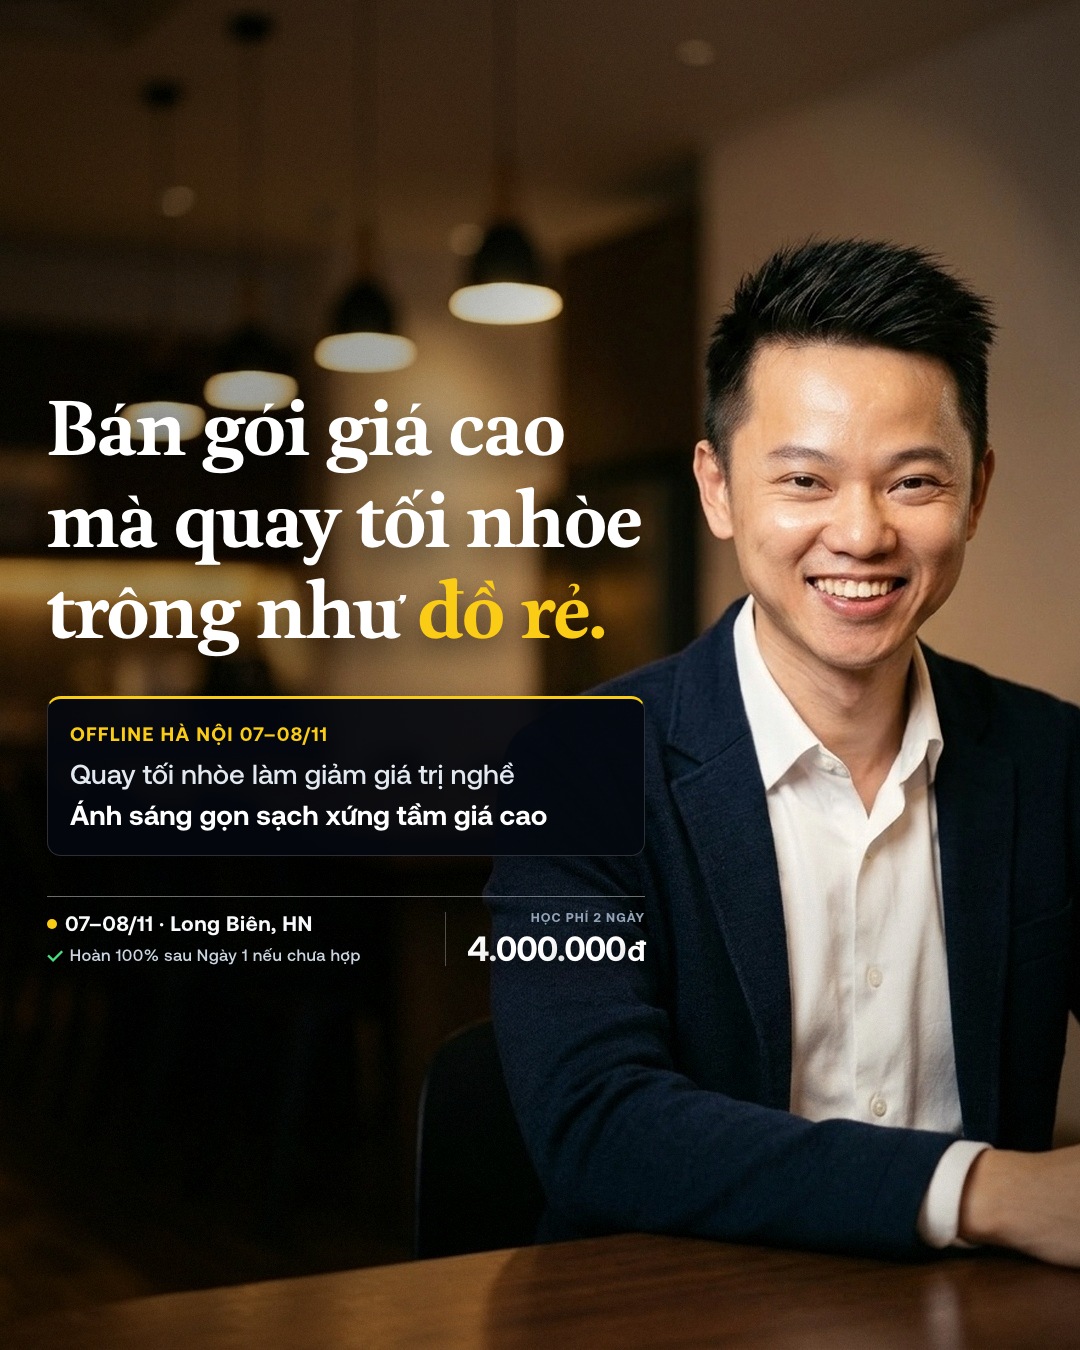 Bán gói giá cao
mà quay tối nhòe
trông như đồ rẻ.
OFFLINE HÀ NỘI 07–08/11
Quay tối nhòe làm giảm giá trị nghề
Ánh sáng gọn sạch xứng tầm giá cao
07–08/11 · Long Biên, HN
Hoàn 100% sau Ngày 1 nếu chưa hợp
HỌC PHÍ 2 NGÀY
4.000.000đ